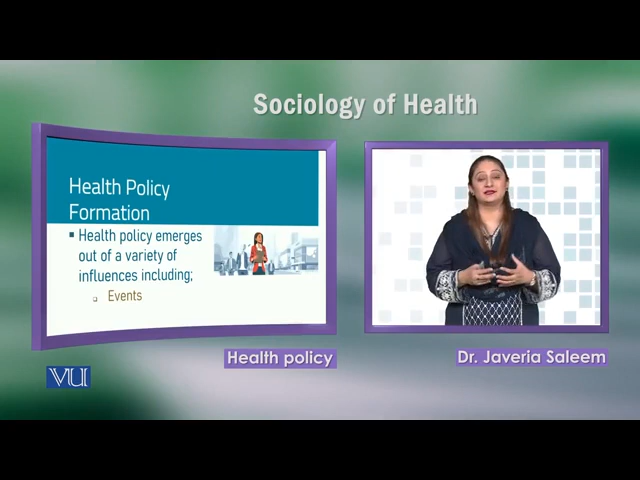 Sociology of Health
Health Policy
Formation
▪ Health policy emerges
out of a variety of
influences including;
❑ Events
Health policy
Dr. Javeria Saleem
VU